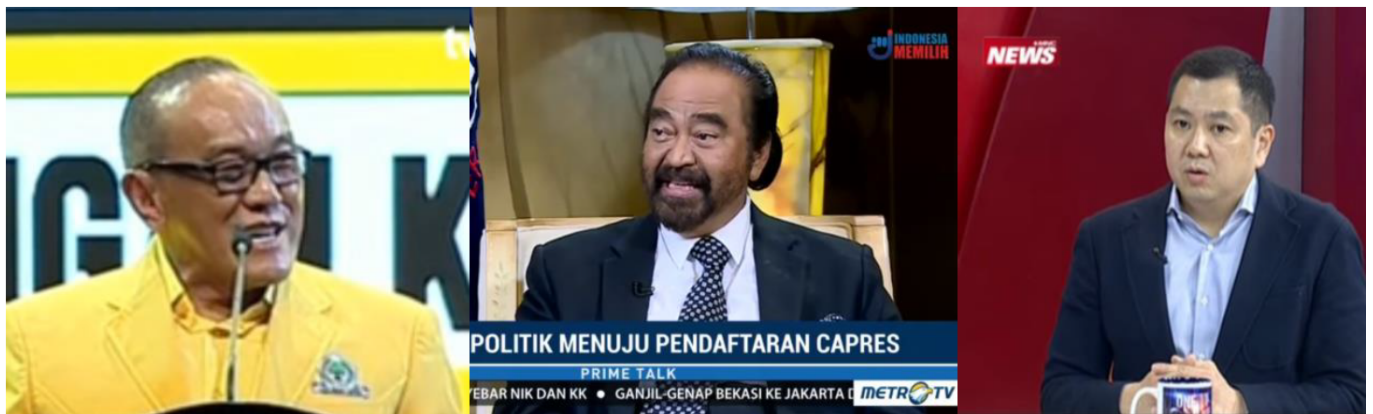 INDONESIA
MEMILIH
NEWS
POLITIK MENUJU PENDAFTARAN CAPRES
PRIME TALK
YEBAR NIK DAN KK • GANJIL-GENAP BEKASI KE JAKARTA D
METRO TV